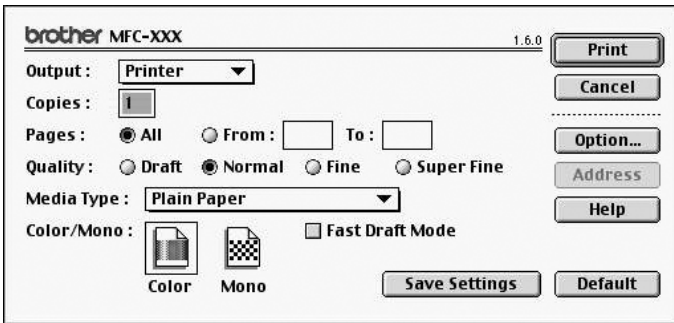 brother MFC-XXX 1.6.0
Print
Output : Printer
Cancel
Copies : 1
Pages : All From : To :
Option...
Quality : Draft Normal Fine Super Fine
Address
Media Type : Plain Paper
Help
Color/Mono : Fast Draft Mode
Color Mono
Save Settings Default